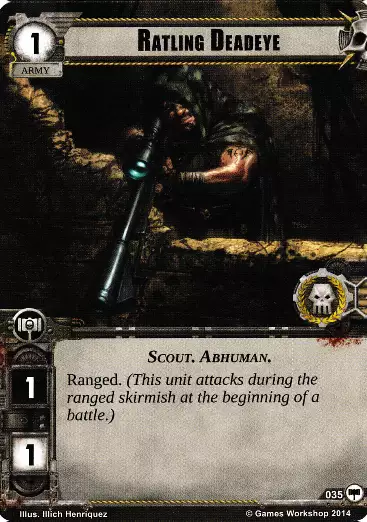 1
ARMY
RATLING DEADEYE
SCOUT. ABHUMAN.
1
Ranged. (This unit attacks during the
ranged skirmish at the beginning of a
battle.)
1
035
Illus. Illich Henriquez
© Games Workshop 2014